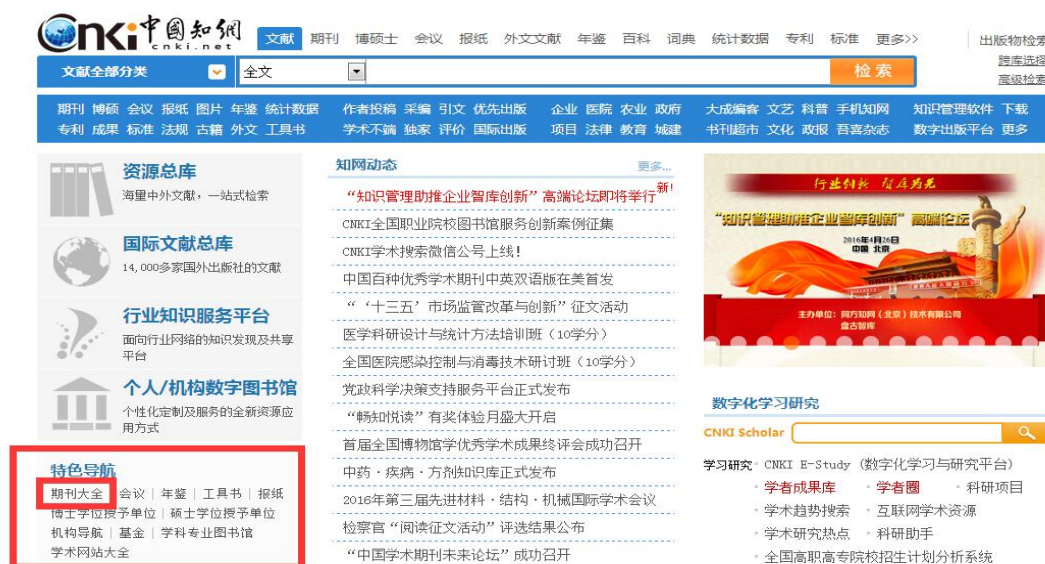 cnki 中国知网
cnki.net
文献 期刊 博硕士 会议 报纸 外文文献 年鉴 百科 词典 统计数据 专利 标准 更多>> 出版物检索
跨库选择
文献全部分类 全文 检索
高级检索
期刊 博硕 会议 报纸 图片 年鉴 统计数据 作者投稿 采编 引文 优先出版 企业 医院 农业 政府 大成编客 文艺 科普 手机知网 知识管理软件 下载
专利 成果 标准 法规 古籍 外文 工具书 学术不端 独家 评价 国际出版 项目 法律 教育 城建 书刊超市 文化 政报 吾喜杂志 数字出版平台 更多
资源总库
海里中外文献，一站式检索
国际文献总库
14,000多家国外出版社的文献
行业知识服务平台
面向行业网络的知识发现及共享
平台
个人/机构数字图书馆
个性化定制及服务的全新资源应
用方式
特色导航
期刊大全 会议 | 年鉴 | 工具书 | 报纸
博士学位授予单位 | 硕士学位授予单位
机构导航 | 基金 | 学科专业图书馆
学术网站大全
知网动态 更多...
“知识管理助推企业智库创新”高端论坛即将举行 新!
CNKI全国职业院校图书馆服务创新案例征集
CNKI学术搜索微信公号上线!
中国百种优秀学术期刊中英双语版在美首发
“‘十三五’市场监管改革与创新”征文活动
医学科研设计与统计方法培训班（10学分）
全国医院感染控制与消毒技术研讨班（10学分）
党政科学决策支持服务平台正式发布
“畅知悦读”有奖体验月盛大开启
首届全国博物馆学优秀学术成果终评会成功召开
中药·疾病·方剂知识库正式发布
2016年第三届先进材料·结构·机械国际学术会议
检察官“阅读征文活动”评选结果公布
“中国学术期刊未来论坛”成功召开
行业创新 智库为先
“知识管理助推企业智库创新”高端论坛
2016年4月26日
中国 北京
主办单位：同方知网（北京）技术有限公司
盘古智库
数字化学习研究
CNKI Scholar
学习研究· CNKI E-Study（数字化学习与研究平台）
· 学者成果库 · 学者圈 · 科研项目
· 学术趋势搜索 · 互联网学术资源
· 学术研究热点 · 科研助手
· 全国高职高专院校招生计划分析系统